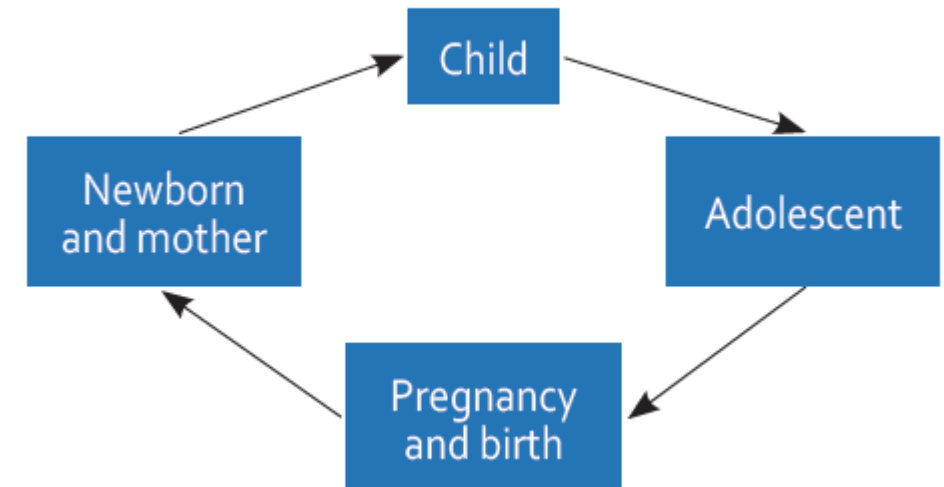 Child
Newborn
and mother
Adolescent
Pregnancy
and birth